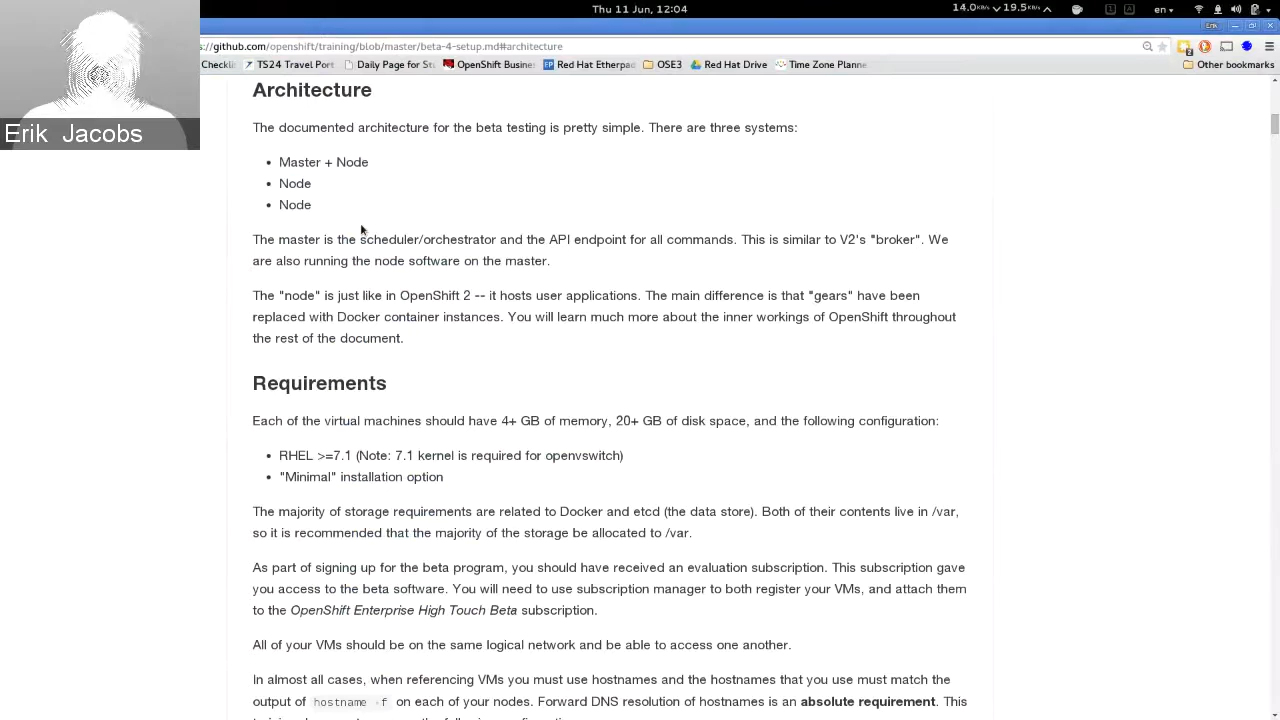 Thu 11 Jun, 12:04
14.0KB/s 19.5KB/s
en
Erik
s://github.com/openshift/training/blob/master/beta-4-setup.md#architecture
Checklis TS24 Travel Port Daily Page for St OpenShift Busines Red Hat Etherpad OSE3 Red Hat Drive Time Zone Planne Other bookmarks
Erik Jacobs
Architecture
The documented architecture for the beta testing is pretty simple. There are three systems:
• Master + Node
• Node
• Node
The master is the scheduler/orchestrator and the API endpoint for all commands. This is similar to V2's "broker". We
are also running the node software on the master.
The "node" is just like in OpenShift 2 -- it hosts user applications. The main difference is that "gears" have been
replaced with Docker container instances. You will learn much more about the inner workings of OpenShift throughout
the rest of the document.
Requirements
Each of the virtual machines should have 4+ GB of memory, 20+ GB of disk space, and the following configuration:
• RHEL >=7.1 (Note: 7.1 kernel is required for openvswitch)
• "Minimal" installation option
The majority of storage requirements are related to Docker and etcd (the data store). Both of their contents live in /var,
so it is recommended that the majority of the storage be allocated to /var.
As part of signing up for the beta program, you should have received an evaluation subscription. This subscription gave
you access to the beta software. You will need to use subscription manager to both register your VMs, and attach them
to the OpenShift Enterprise High Touch Beta subscription.
All of your VMs should be on the same logical network and be able to access one another.
In almost all cases, when referencing VMs you must use hostnames and the hostnames that you use must match the
output of hostname -f on each of your nodes. Forward DNS resolution of hostnames is an absolute requirement. This